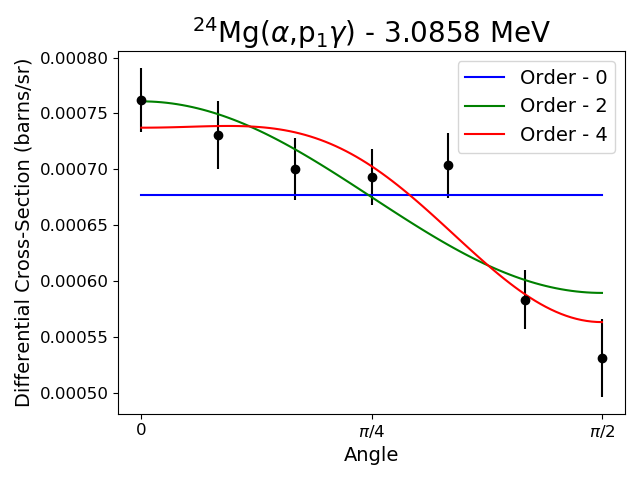 ²⁴Mg(α,p₁γ) - 3.0858 MeV
Differential Cross-Section (barns/sr)
0.00080
0.00075
0.00070
0.00065
0.00060
0.00055
0.00050
Order - 0
Order - 2
Order - 4
0
π/4
π/2
Angle